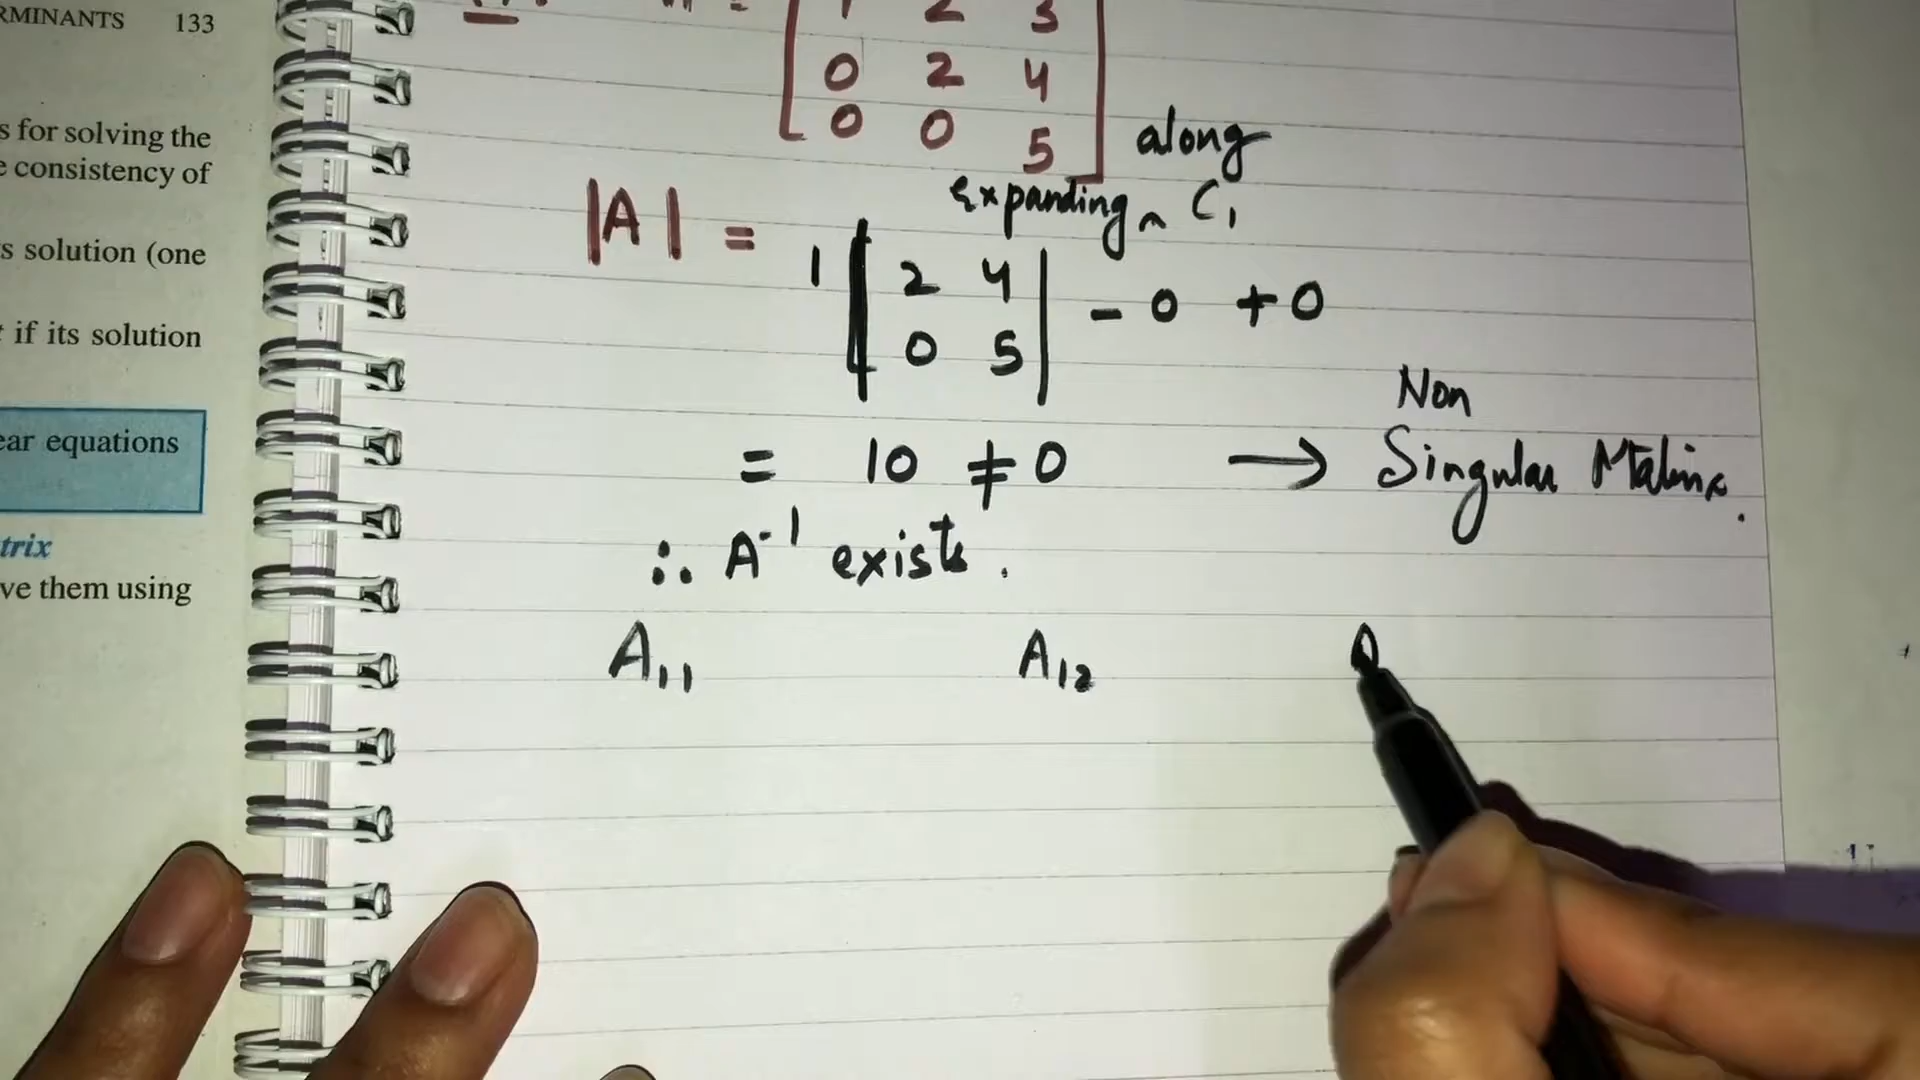 RMINANTS 133
s for solving the
e consistency of
s solution (one
if its solution
ear equations
trix
ve them using
1 2 3
0 2 4
0 0 5
along
expanding ^ C₁
|A| = 1 | 2 4 | - 0 + 0
0 5
= 10 ≠ 0 → Non
Singular Matrix.
∴ A⁻¹ exists.
A₁₁ A₁₂ A